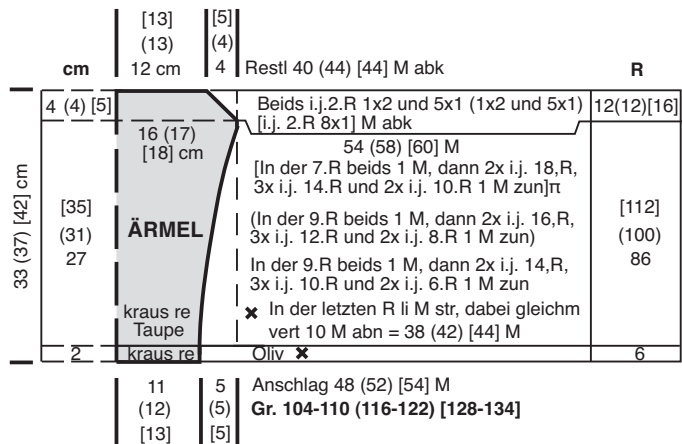 [13] [5]
(13) (4)
cm 12 cm 4 Restl 40 (44) [44] M abk R
4 (4) [5] Beids i.j.2.R 1x2 und 5x1 (1x2 und 5x1) 12(12)[16]
[i.j. 2.R 8x1] M abk
16 (17)
[18] cm
54 (58) [60] M
[In der 7.R beids 1 M, dann 2x i.j. 18,R,
3x i.j. 14.R und 2x i.j. 10.R 1 M zun]π
33 (37) [42] cm
[35] [112]
(31) ÄRMEL (In der 9.R beids 1 M, dann 2x i.j. 16,R, (100)
3x i.j. 12.R und 2x i.j. 8.R 1 M zun)
27 In der 9.R beids 1 M, dann 2x i.j. 14,R, 86
3x i.j. 10.R und 2x i.j. 6.R 1 M zun
kraus re
Taupe
✖ In der letzten R li M str, dabei gleichm
vert 10 M abn = 38 (42) [44] M
2 kraus re Oliv ✖ 6
11 5 Anschlag 48 (52) [54] M
(12) (5) Gr. 104-110 (116-122) [128-134]
[13] [5]